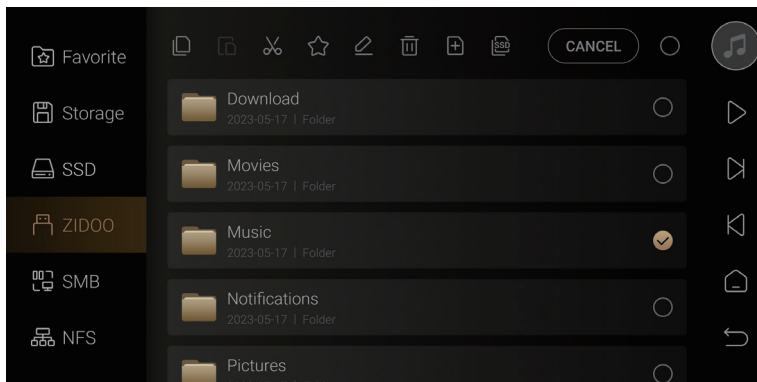 Favorite
Storage
SSD
ZIDOO
SMB
NFS
SSD
CANCEL
Download
2023-05-17 | Folder
Movies
2023-05-17 | Folder
Music
2023-05-17 | Folder
Notifications
2023-05-17 | Folder
Pictures